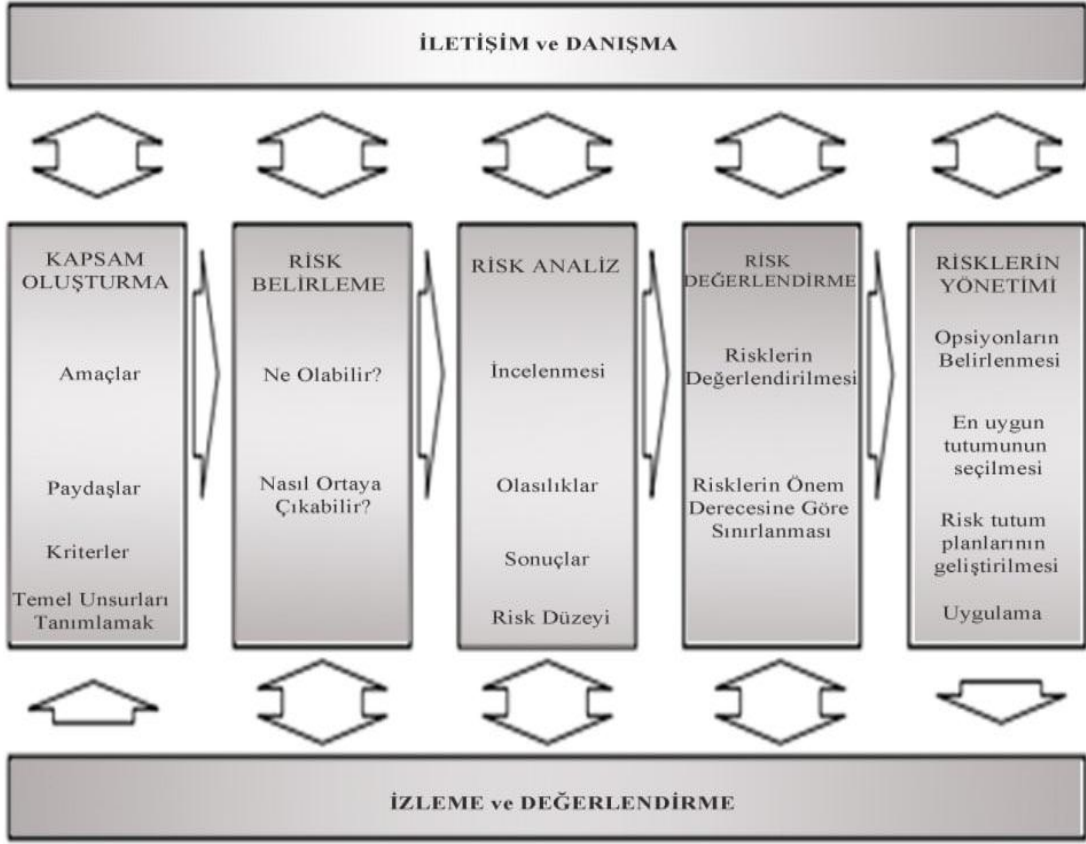 İLETİŞİM ve DANIŞMA
KAPSAM
OLUŞTURMA
Amaçlar
Paydaşlar
Kriterler
Temel Unsurları
Tanımlamak
RİSK
BELİRLEME
Ne Olabilir?
Nasıl Ortaya
Çıkabilir?
RİSK ANALİZ
İncelenmesi
Olasılıklar
Sonuçlar
Risk Düzeyi
RİSK
DEĞERLENDİRME
Risklerin
Değerlendirilmesi
Risklerin Önem
Derecesine Göre
Sınırlanması
RİSKLERİN
YÖNETİMİ
Opsiyonların
Belirlenmesi
En uygun
tutumunun
seçilmesi
Risk tutum
planlarının
geliştirilmesi
Uygulama
İZLEME ve DEĞERLENDİRME